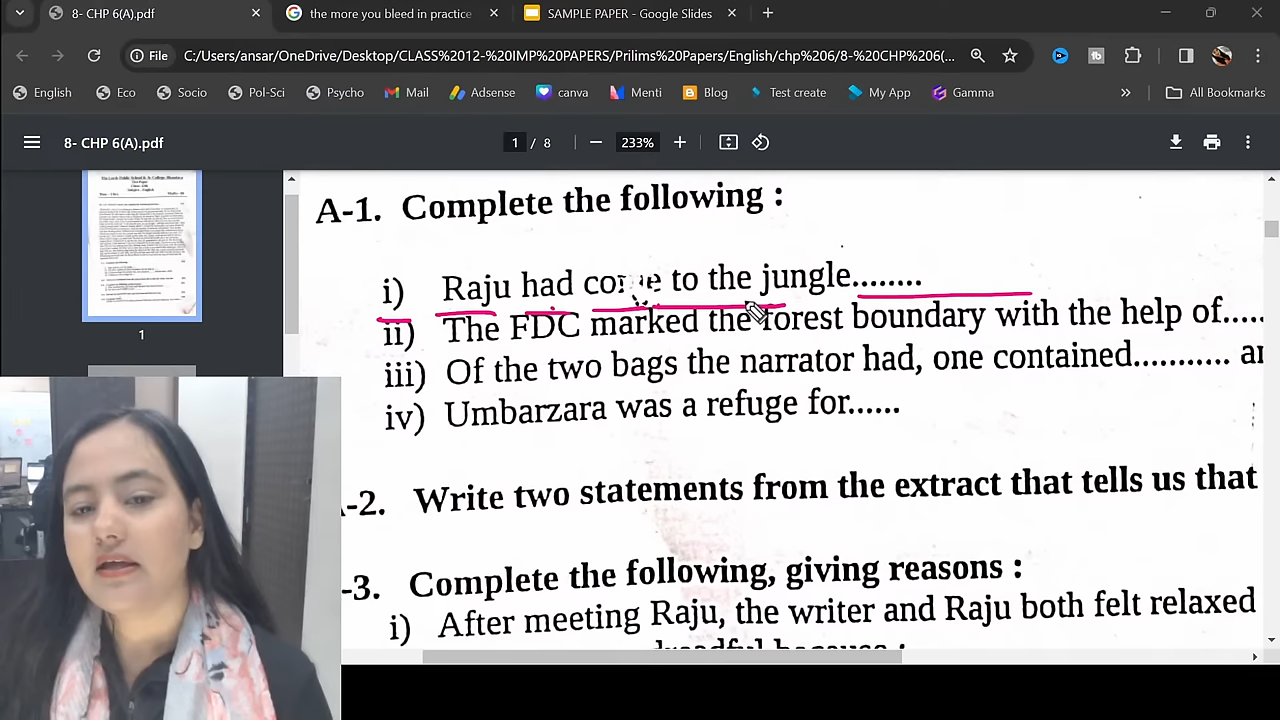 8- CHP 6(A).pdf
the more you bleed in practice
SAMPLE PAPER - Google Slides
File
C:/Users/ansar/OneDrive/Desktop/CLASS%2012-%20IMP%20PAPERS/Prilims%20Papers/English/chp%206/8-%20CHP%206(...
English
Eco
Socio
Pol-Sci
Psycho
Mail
Adsense
canva
Menti
Blog
Test create
My App
Gamma
All Bookmarks
8- CHP 6(A).pdf
1 / 8
233%
1
A-1. Complete the following :
i) Raju had come to the jungle........
ii) The FDC marked the forest boundary with the help of.....
iii) Of the two bags the narrator had, one contained..........
iv) Umbarzara was a refuge for......
-2. Write two statements from the extract that tells us that
-3. Complete the following, giving reasons :
i) After meeting Raju, the writer and Raju both felt relaxed